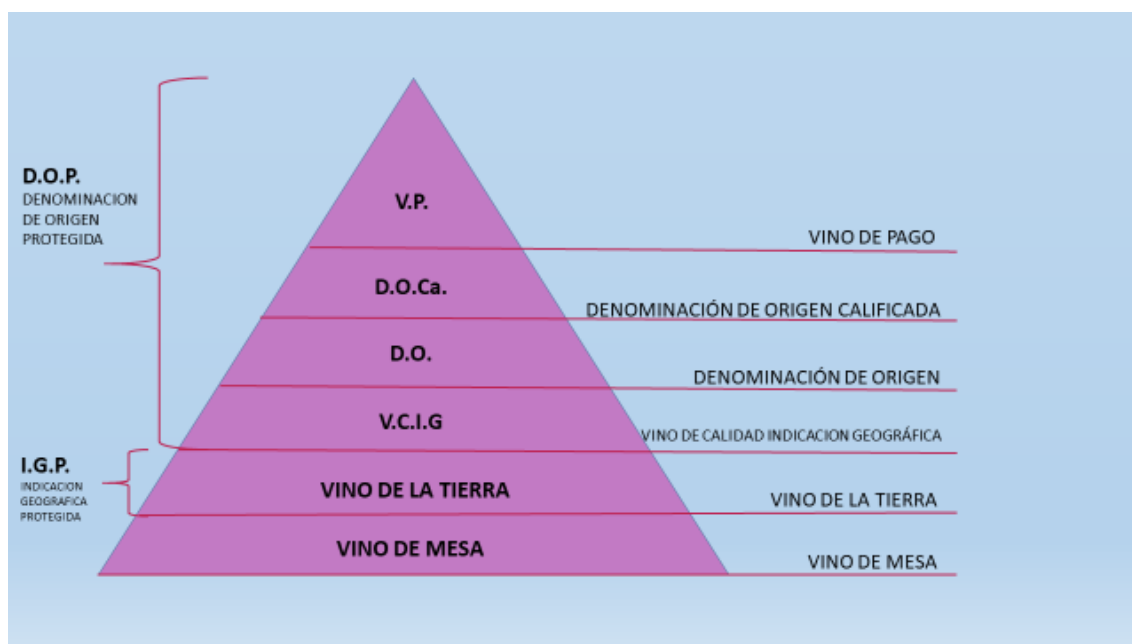 D.O.P.
DENOMINACION
DE ORIGEN
PROTEGIDA
V.P.
VINO DE PAGO
D.O.Ca.
DENOMINACIÓN DE ORIGEN CALIFICADA
D.O.
DENOMINACIÓN DE ORIGEN
V.C.I.G
VINO DE CALIDAD INDICACION GEOGRÁFICA
I.G.P.
INDICACION
GEOGRAFICA
PROTEGIDA
VINO DE LA TIERRA
VINO DE LA TIERRA
VINO DE MESA
VINO DE MESA